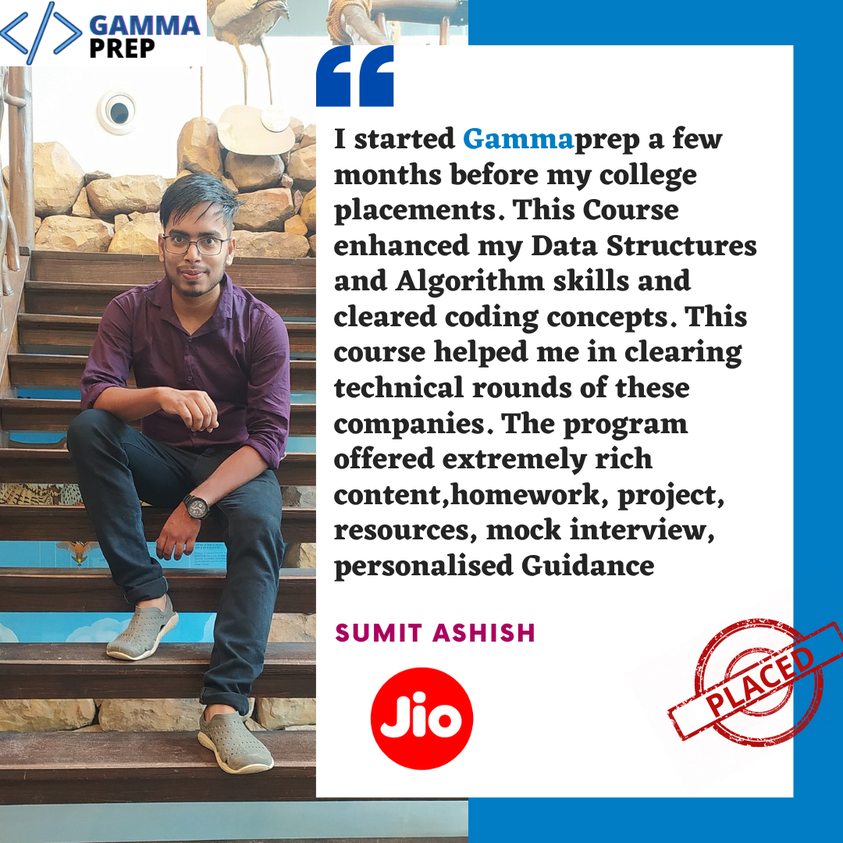 GAMMA
PREP
I started Gammaprep a few
months before my college
placements. This Course
enhanced my Data Structures
and Algorithm skills and
cleared coding concepts. This
course helped me in clearing
technical rounds of these
companies. The program
offered extremely rich
content,homework, project,
resources, mock interview,
personalised Guidance
SUMIT ASHISH
Jio
PLACED